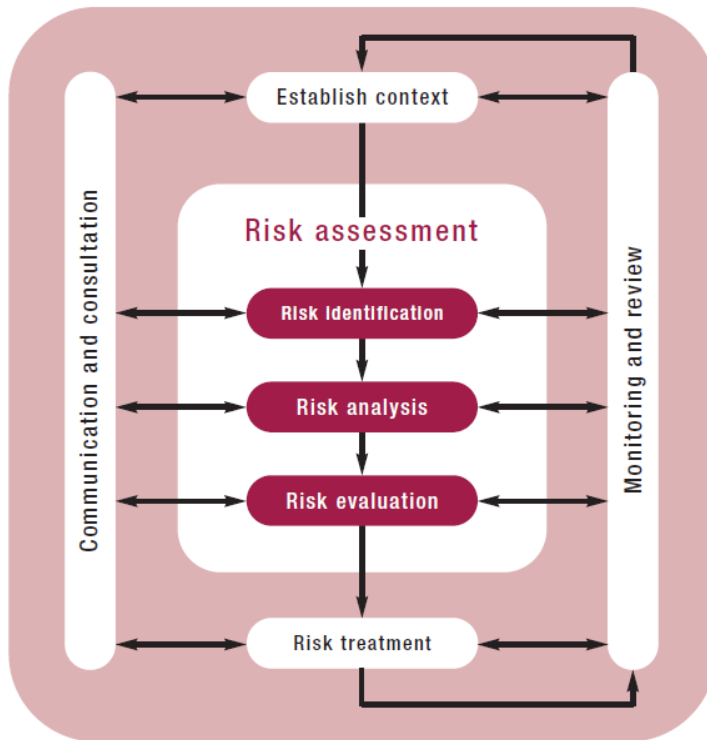 Establish context
Communication and consultation
Risk assessment
Risk identification
Risk analysis
Risk evaluation
Monitoring and review
Risk treatment